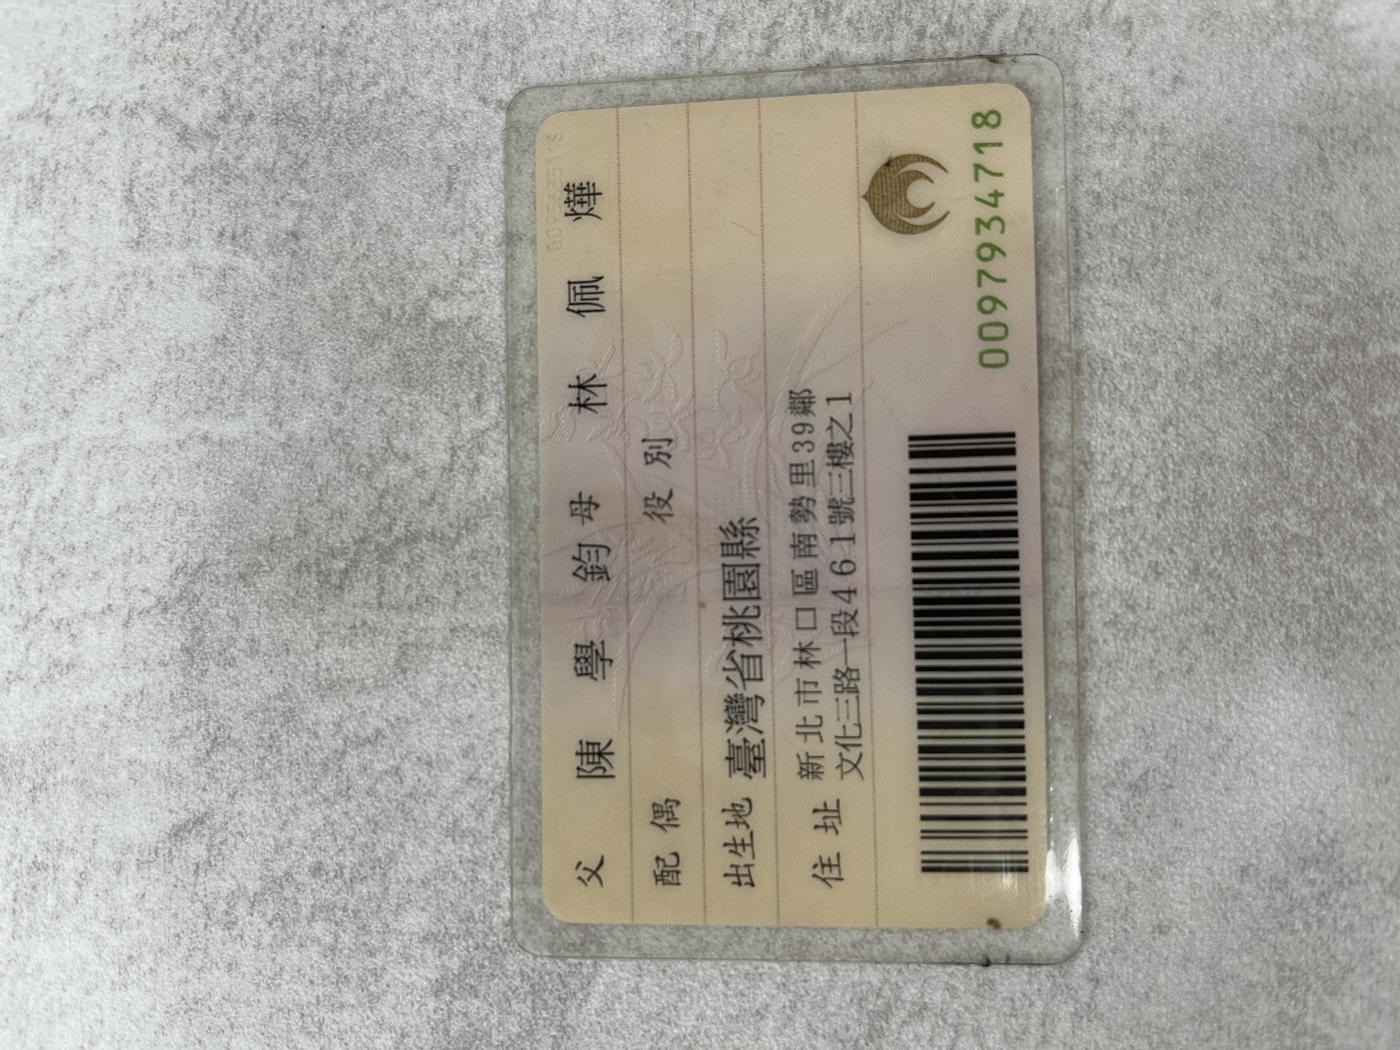 父 陳學鈞 母 林佩燁
配偶 役別
出生地 臺灣省桃園縣
住址 新北市林口區南勢里39鄰
文化三路一段461號三樓之1
0097934718